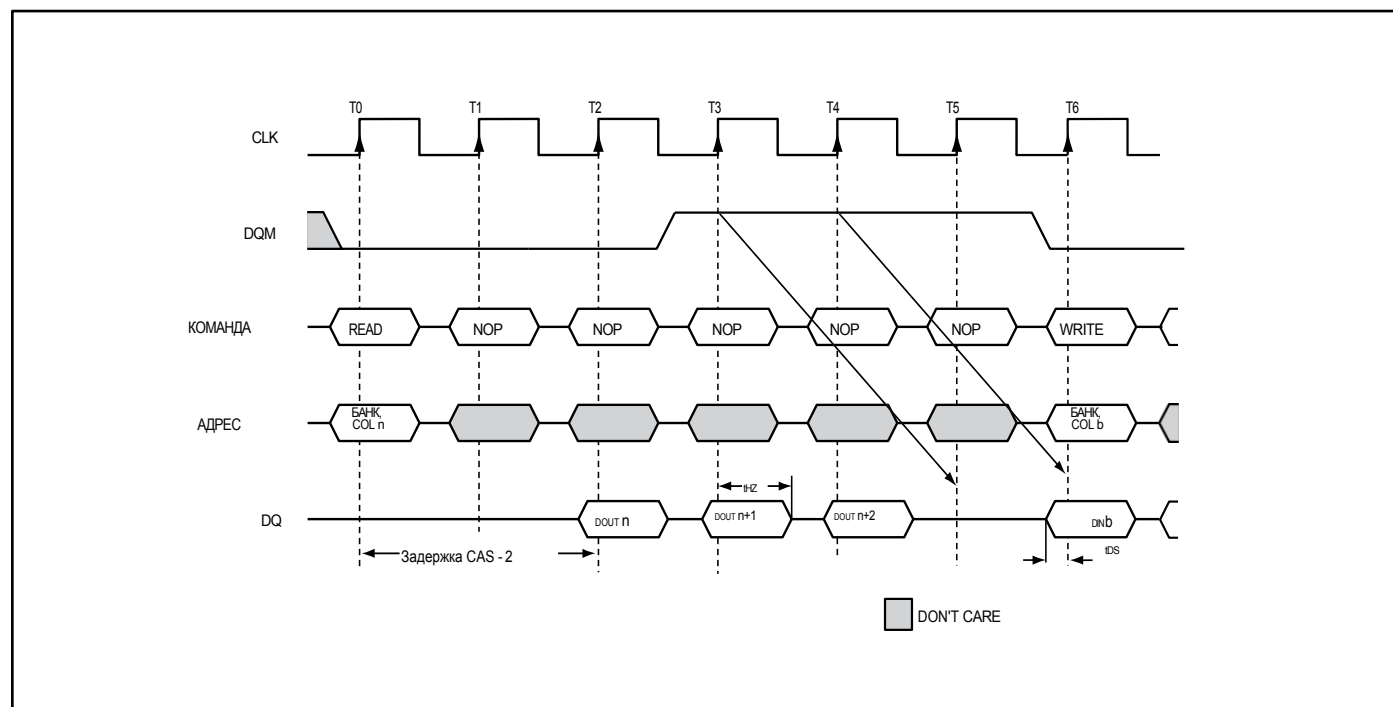 T0 T1 T2 T3 T4 T5 T6
CLK
DQM
КОМАНДА READ NOP NOP NOP NOP NOP WRITE
АДРЕС
БАНК,
COL n
БАНК,
COL b
tHZ
DQ DOUT n DOUT n+1 DOUT n+2 DIN b
tDS
Задержка CAS - 2
DON'T CARE